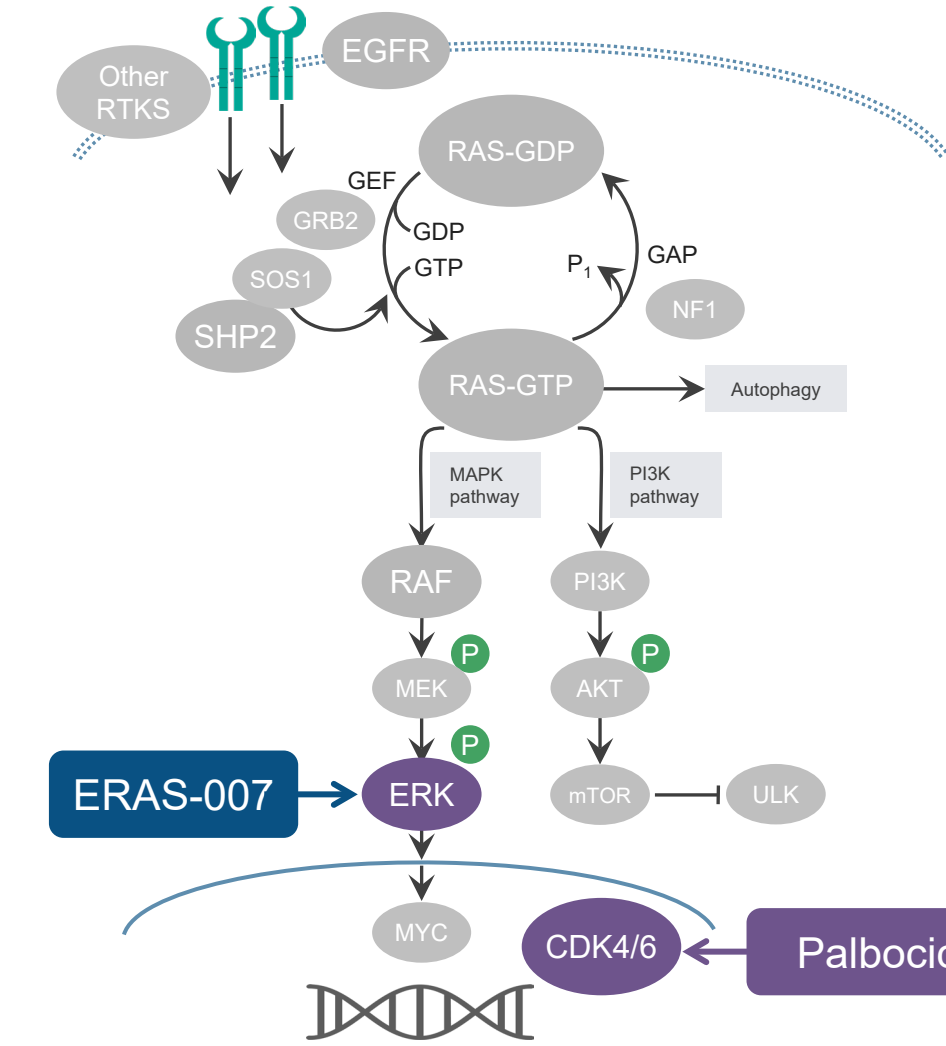 EGFR
Other
RTKS
RAS-GDP
GEF
GRB2
GDP
GTP
GAP
P1
SOS1
NF1
SHP2
RAS-GTP
Autophagy
MAPK
pathway
PI3K
pathway
RAF
PI3K
P
P
MEK
AKT
P
ERAS-007
ERK
mTOR
ULK
MYC
CDK4/6